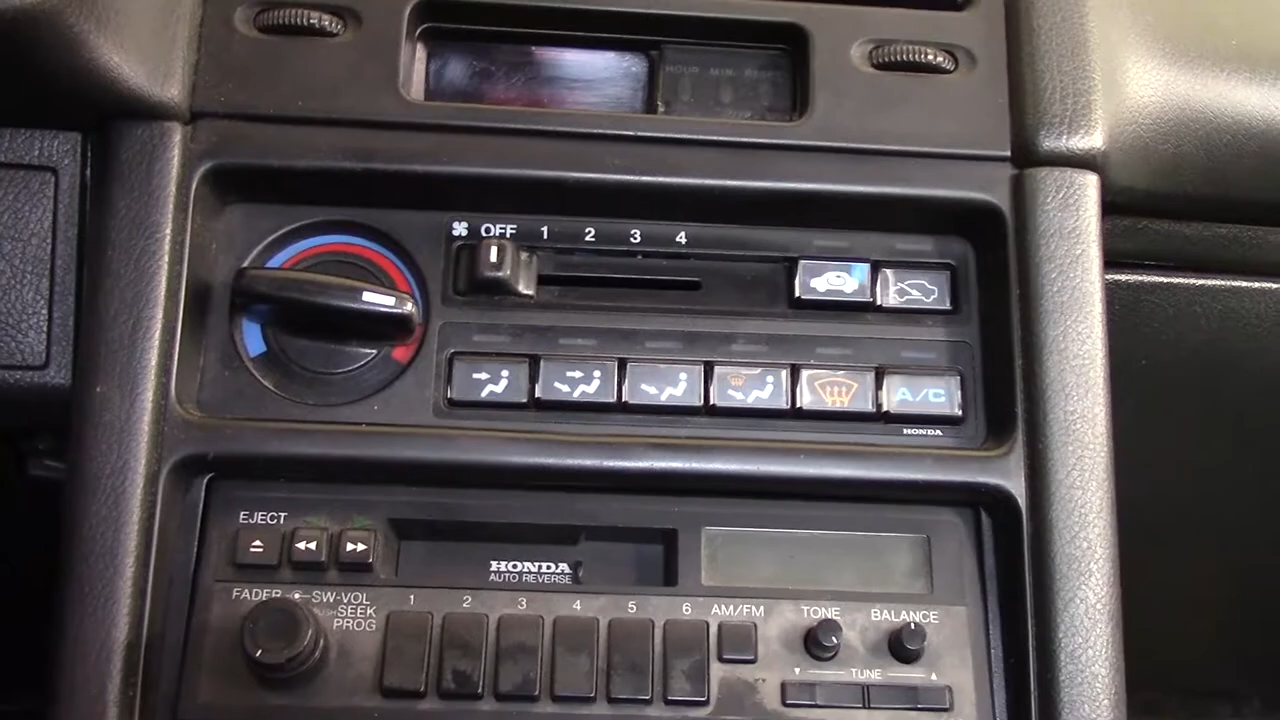 HOUR MIN. RESET
OFF 1 2 3 4
A/C
HONDA
EJECT
HONDA
AUTO REVERSE
FADER SW-VOL
PUSH SEEK
PROG
1 2 3 4 5 6 AM/FM
TONE BALANCE
TUNE